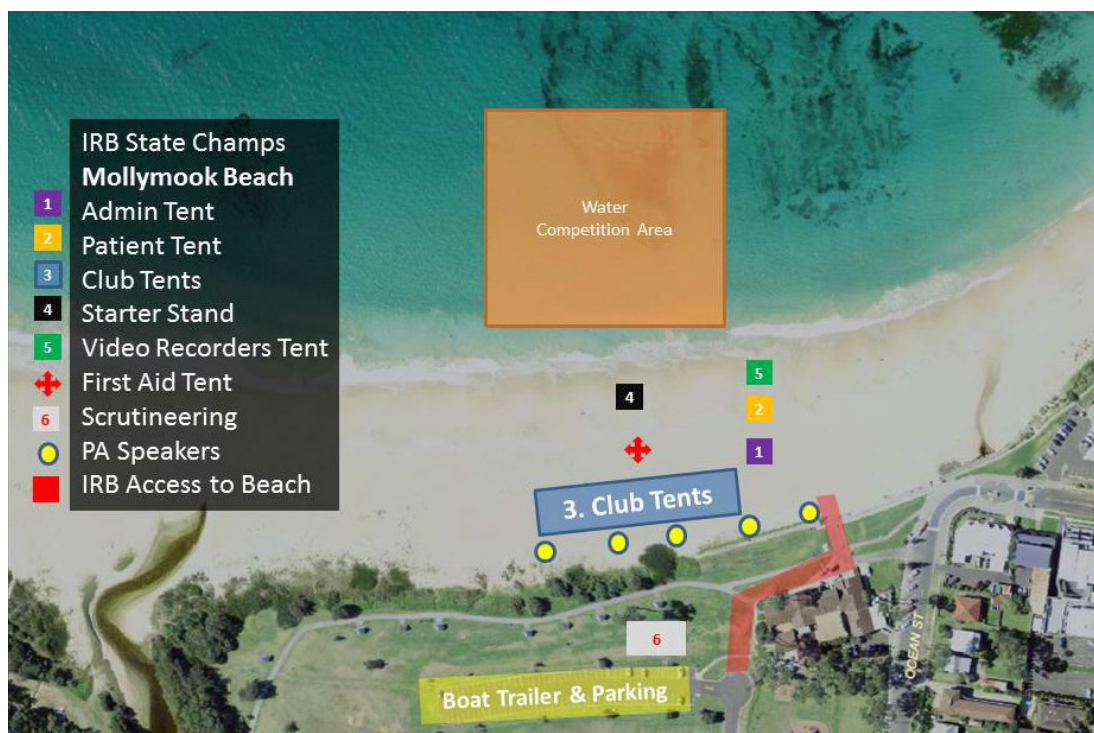 IRB State Champs
Mollymook Beach
1 Admin Tent
2 Patient Tent
3 Club Tents
4 Starter Stand
5 Video Recorders Tent
First Aid Tent
6 Scrutineering
PA Speakers
IRB Access to Beach
Water
Competition Area
5
4
2
1
3. Club Tents
6
Boat Trailer & Parking
OCEAN ST